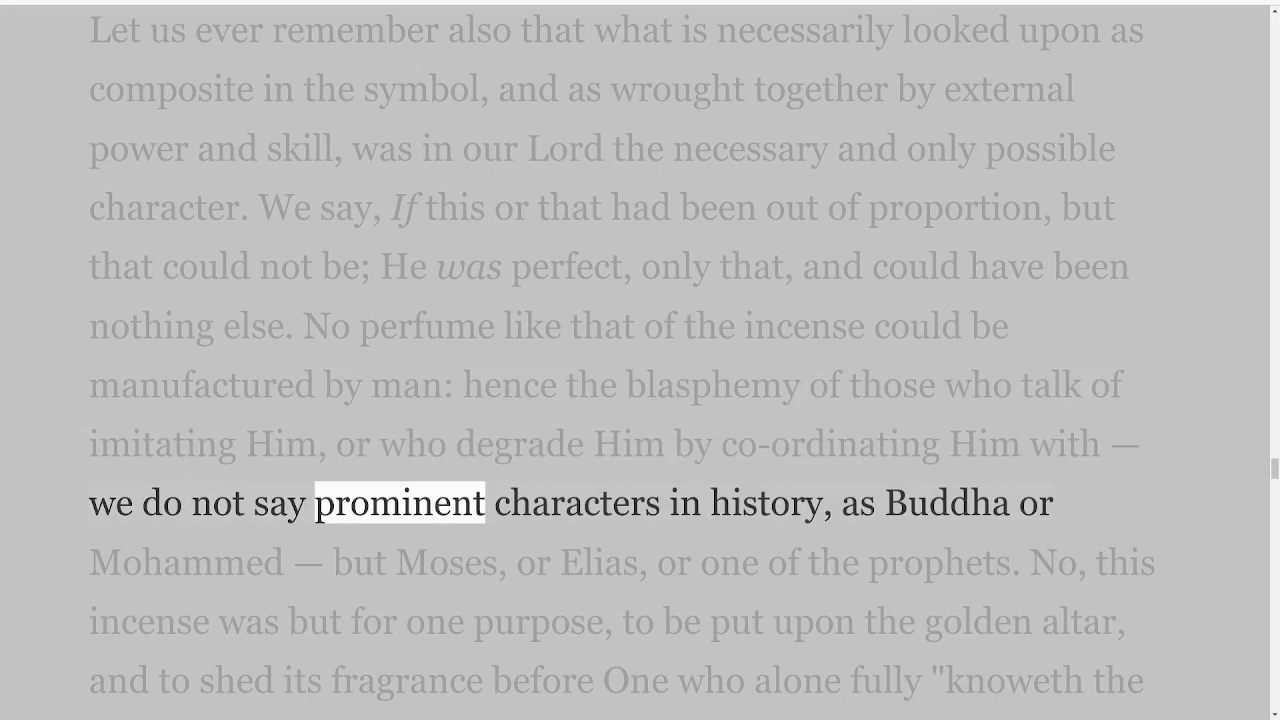 Let us ever remember also that what is necessarily looked upon as
composite in the symbol, and as wrought together by external
power and skill, was in our Lord the necessary and only possible
character. We say, If this or that had been out of proportion, but
that could not be; He was perfect, only that, and could have been
nothing else. No perfume like that of the incense could be
manufactured by man: hence the blasphemy of those who talk of
imitating Him, or who degrade Him by co-ordinating Him with —
we do not say prominent characters in history, as Buddha or
Mohammed — but Moses, or Elias, or one of the prophets. No, this
incense was but for one purpose, to be put upon the golden altar,
and to shed its fragrance before One who alone fully "knoweth the